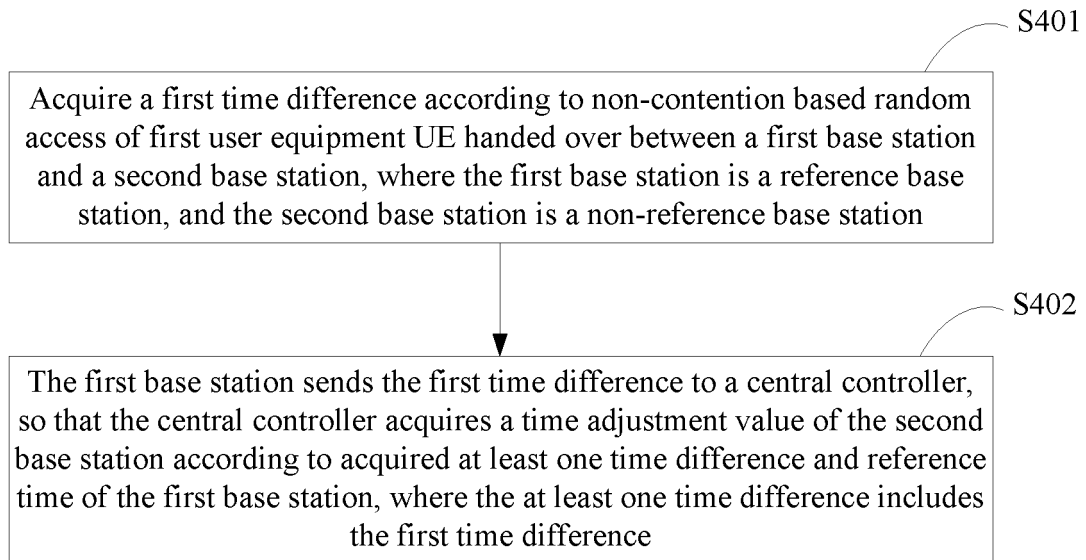 S401
Acquire a first time difference according to non-contention based random
access of first user equipment UE handed over between a first base station
and a second base station, where the first base station is a reference base
station, and the second base station is a non-reference base station
S402
The first base station sends the first time difference to a central controller,
so that the central controller acquires a time adjustment value of the second
base station according to acquired at least one time difference and reference
time of the first base station, where the at least one time difference includes
the first time difference